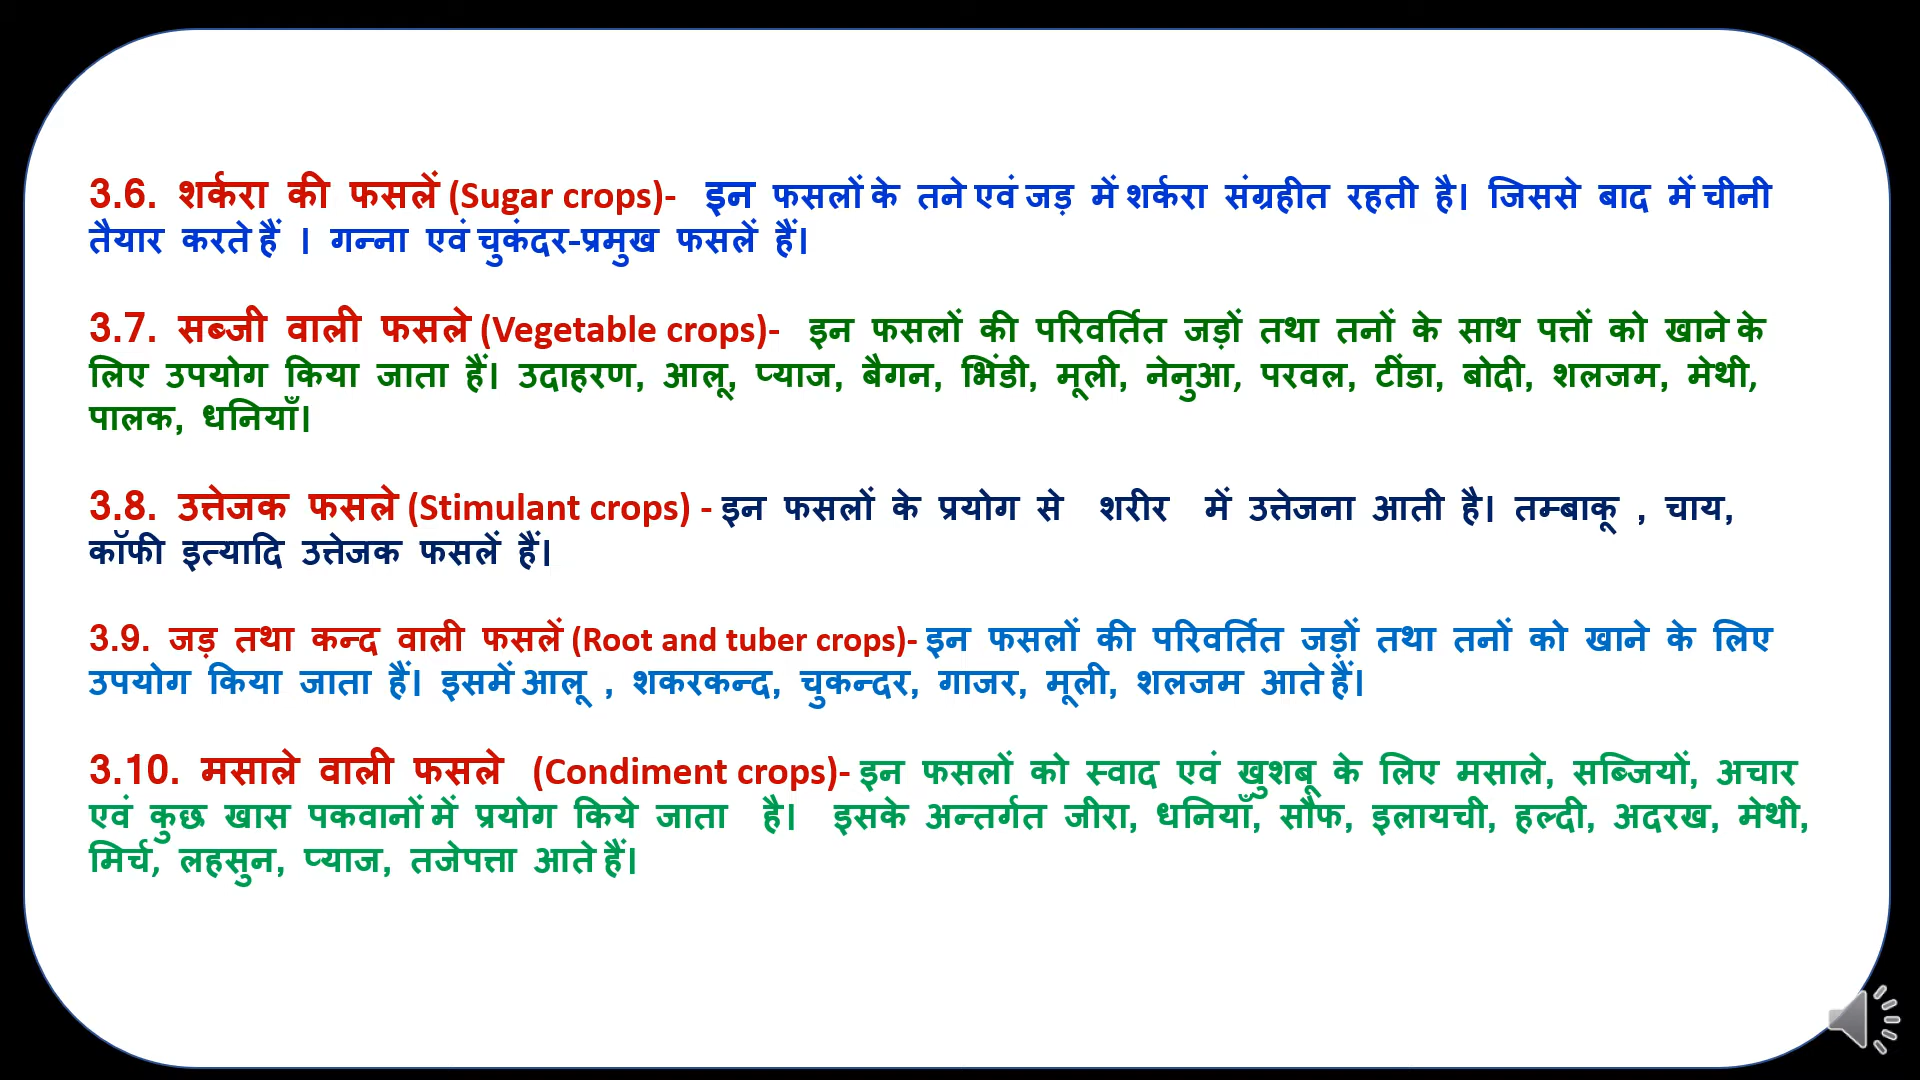 3.6. शर्करा की फसलें (Sugar crops)- इन फसलों के तने एवं जड़ में शर्करा संग्रहीत रहती है। जिससे बाद में चीनी
तैयार करते हैं । गन्ना एवं चुकंदर-प्रमुख फसलें हैं।
3.7. सब्जी वाली फसले (Vegetable crops)- इन फसलों की परिवर्तित जड़ों तथा तनों के साथ पत्तों को खाने के
लिए उपयोग किया जाता हैं। उदाहरण, आलू, प्याज, बैगन, भिंडी, मूली, नेनुआ, परवल, टींडा, बोदी, शलजम, मेथी,
पालक, धनियाँ।
3.8. उत्तेजक फसले (Stimulant crops) - इन फसलों के प्रयोग से शरीर में उत्तेजना आती है। तम्बाकू , चाय,
कॉफी इत्यादि उत्तेजक फसलें हैं।
3.9. जड़ तथा कन्द वाली फसलें (Root and tuber crops)- इन फसलों की परिवर्तित जड़ों तथा तनों को खाने के लिए
उपयोग किया जाता हैं। इसमें आलू , शकरकन्द, चुकन्दर, गाजर, मूली, शलजम आते हैं।
3.10. मसाले वाली फसले (Condiment crops)- इन फसलों को स्वाद एवं खुशबू के लिए मसाले, सब्जियों, अचार
एवं कुछ खास पकवानों में प्रयोग किये जाता है। इसके अन्तर्गत जीरा, धनियाँ, सौफ, इलायची, हल्दी, अदरख, मेथी,
मिर्च, लहसुन, प्याज, तजेपत्ता आते हैं।